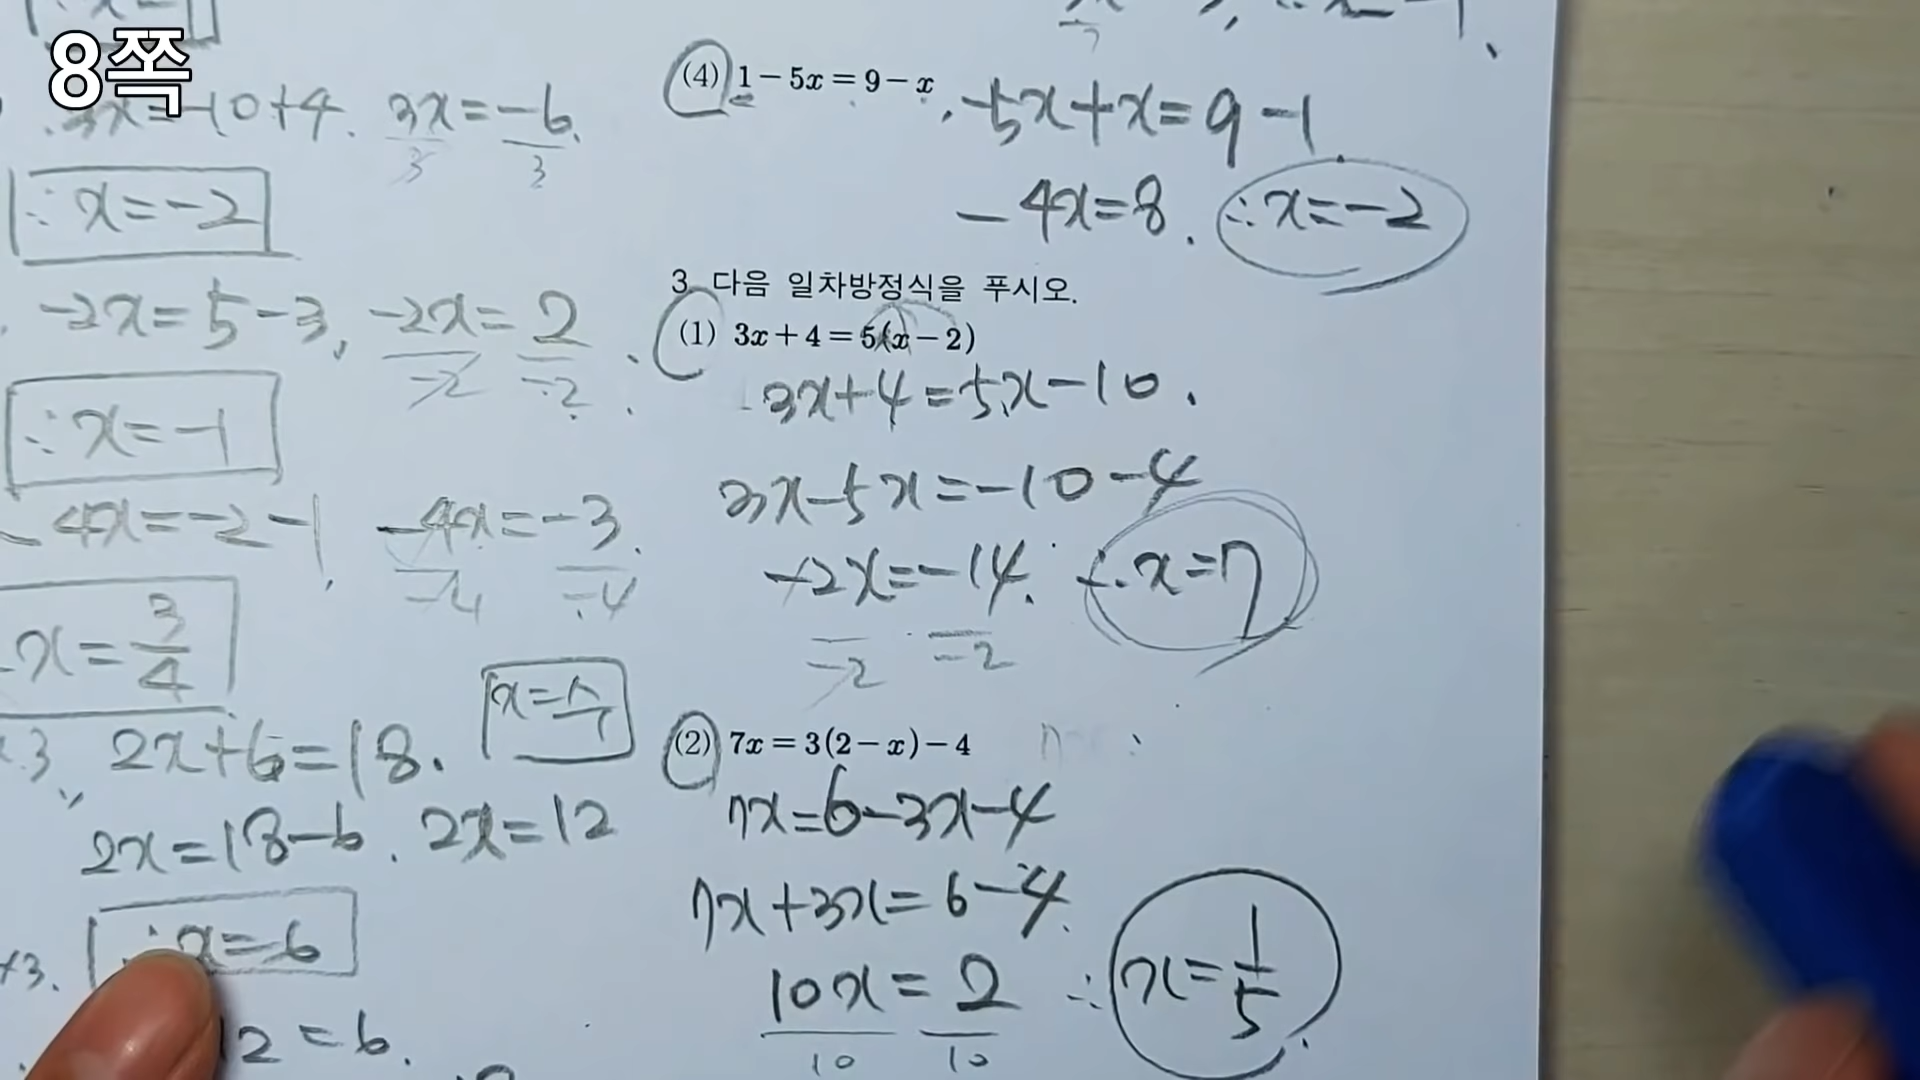 8쪽
3x=-10+4. 3x/3=-6/3.
∴x=-2
-2x=5-3, -2x/-2=2/-2.
∴x=-1
-4x=-2-1, -4x/-4=-3/-4.
x=3/4
2x+6=18.
2x=18-6. 2x=12
∴x=6
×3.
12=6.
(4) 1-5x=9-x, -5x+x=9-1
-4x=8. ∴x=-2
3. 다음 일차방정식을 푸시오.
(1) 3x+4=5(x-2)
3x+4=5x-10.
3x-5x=-10-4
-2x/-2=-14/-2. ∴x=7
(2) 7x=3(2-x)-4
7x=6-3x-4
7x+3x=6-4.
10x/10=2/10 ∴x=1/5